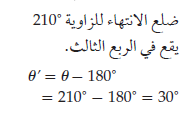 ضلع الانتهاء للزاوية 210°
يقع في الربع الثالث.
θ′ = θ − 180°
= 210° − 180° = 30°